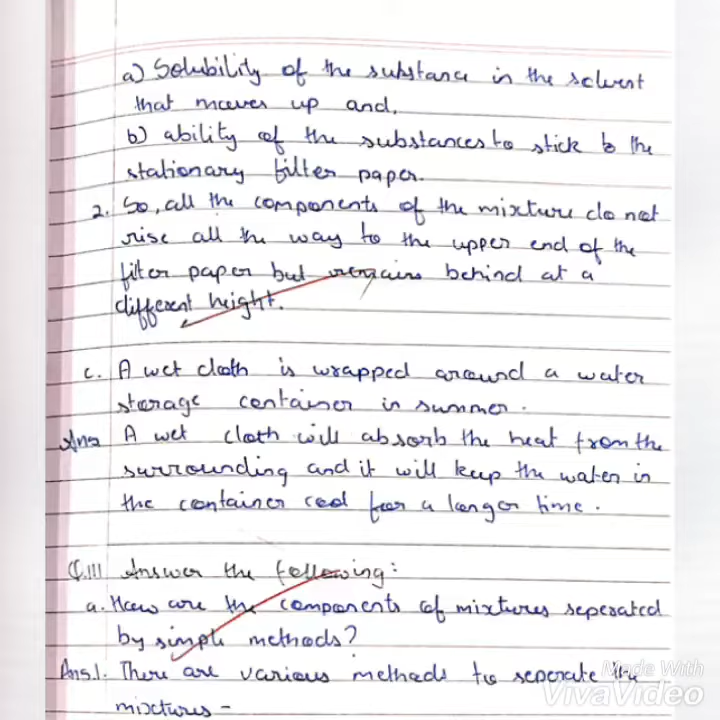 a) Solubility of the substance in the solvent
that moves up and,
b) ability of the substances to stick to the
stationary filter paper.
2. So, all the components of the mixture do not
rise all the way to the upper end of the
filter paper but remains behind at a
different height.
c. A wet cloth is wrapped around a water
storage container in summer.
Ans A wet cloth will absorb the heat from the
surrounding and it will keep the water in
the container cool for a longer time.
Q.III Answer the following:
a. How are the components of mixtures seperated
by simple methods?
Ans.1. There are various methods to seperate the
mixtures -
Made With
VivaVideo